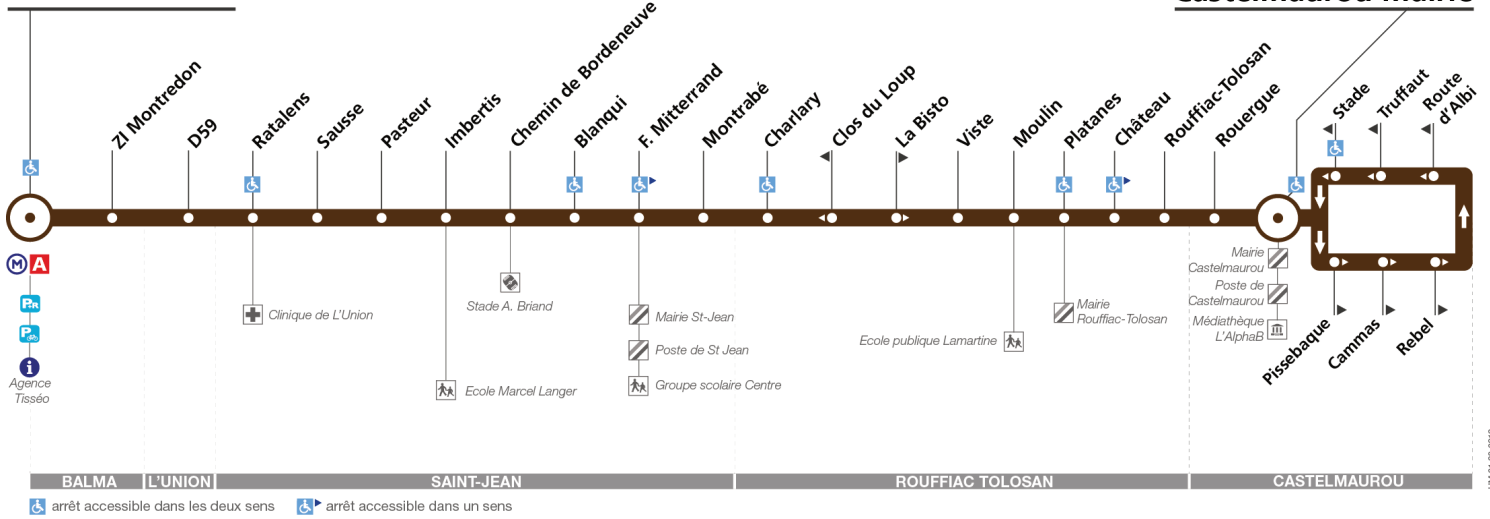 Castelmaurou Mairie
ZI Montredon
D59
Ratalens
Sausse
Pasteur
Imbertis
Chemin de Bordeneuve
Blanqui
F. Mitterrand
Montrabé
Charlary
Clos du Loup
La Bisto
Viste
Moulin
Platanes
Château
Rouffiac-Tolosan
Rouergue
Stade
Truffaut
Route
d'Albi
M A
P+R
P
i
Agence
Tisséo
Clinique de L'Union
Ecole Marcel Langer
Stade A. Briand
Mairie St-Jean
Poste de St Jean
Groupe scolaire Centre
Ecole publique Lamartine
Mairie
Rouffiac-Tolosan
Mairie
Castelmaurou
Poste de
Castelmaurou
Médiathèque
L'AlphaB
Pissebaque
Cammas
Rebel
BALMA
L'UNION
SAINT-JEAN
ROUFFIAC TOLOSAN
CASTELMAUROU
arrêt accessible dans les deux sens
arrêt accessible dans un sens